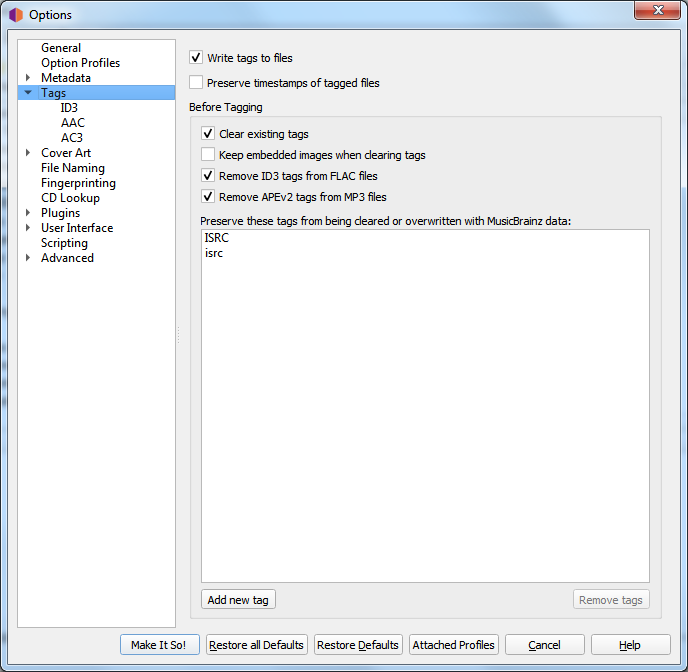 Options
General
Option Profiles
Metadata
Tags
ID3
AAC
AC3
Cover Art
File Naming
Fingerprinting
CD Lookup
Plugins
User Interface
Scripting
Advanced
Write tags to files
Preserve timestamps of tagged files
Before Tagging
Clear existing tags
Keep embedded images when clearing tags
Remove ID3 tags from FLAC files
Remove APEv2 tags from MP3 files
Preserve these tags from being cleared or overwritten with MusicBrainz data:
ISRC
isrc
Add new tag
Remove tags
Make It So!
Restore all Defaults
Restore Defaults
Attached Profiles
Cancel
Help